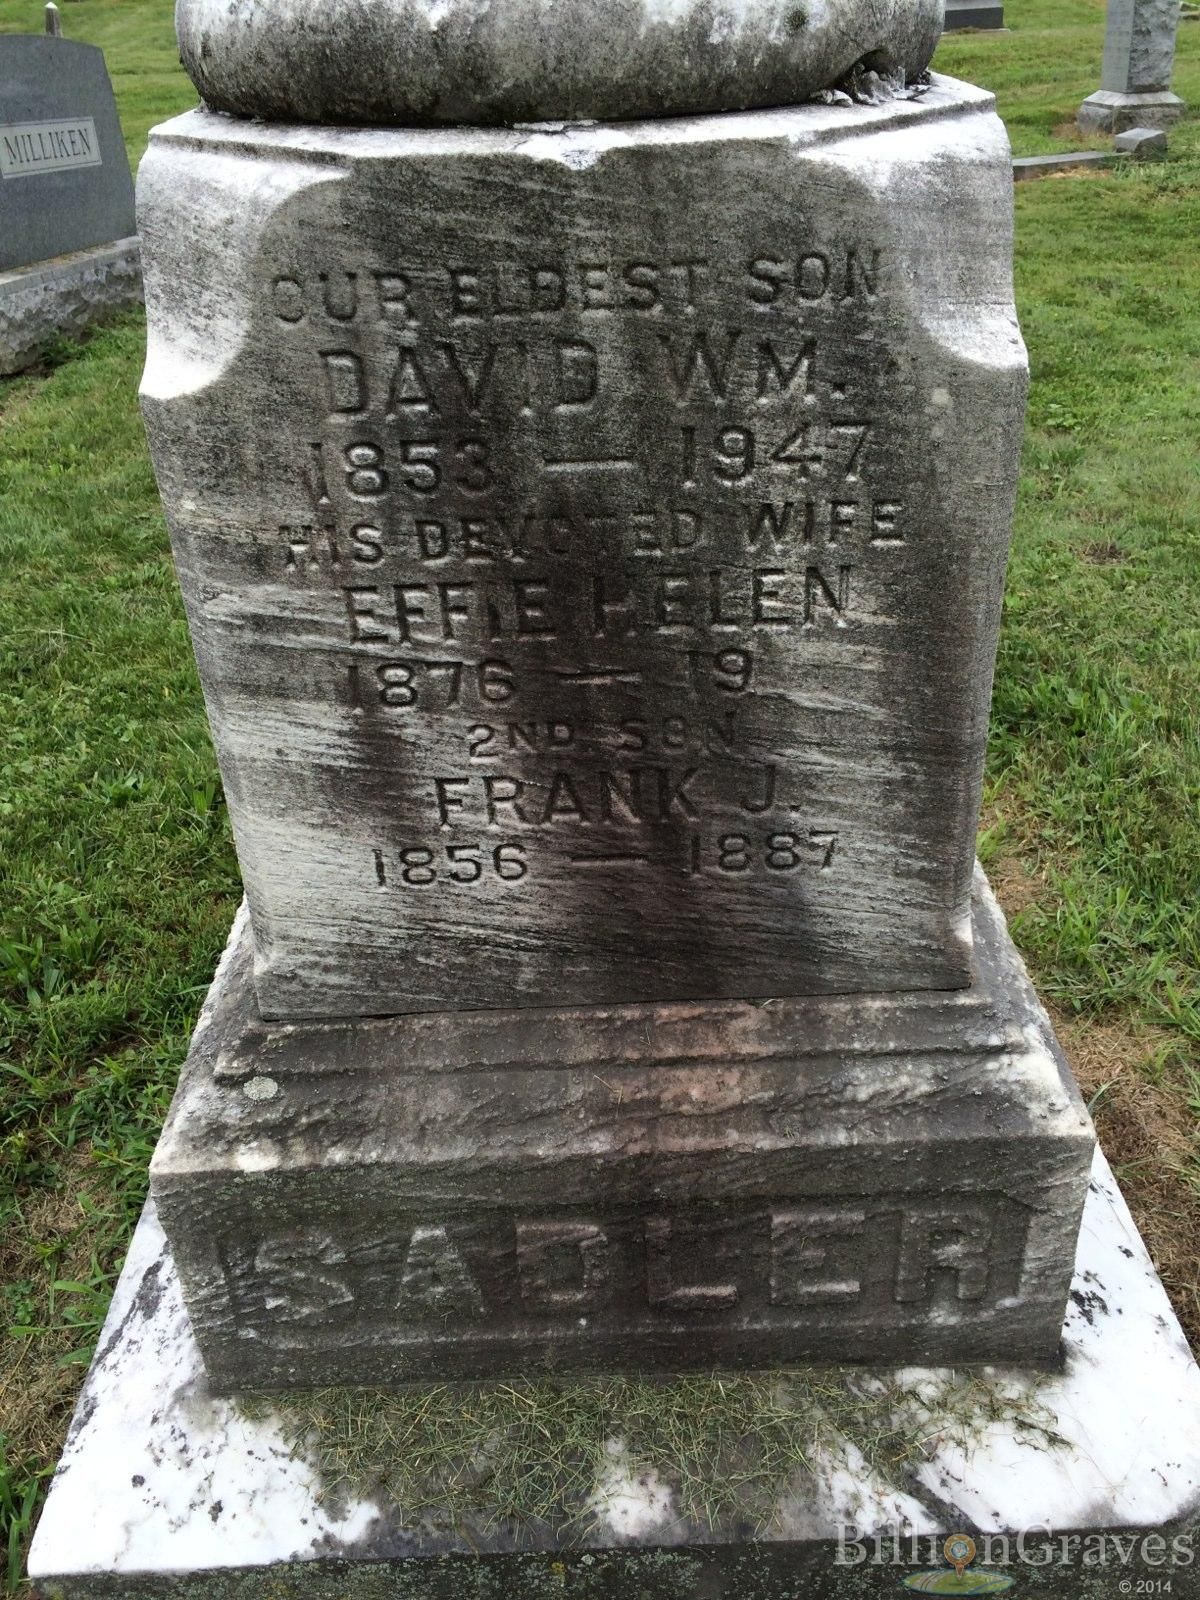 MILLIKEN
OUR ELDEST SON
DAVID WM.
1853 — 1947
HIS DEVOTED WIFE
EFFIE HELEN
1876 — 19
2ND. SON
FRANK J.
1856 — 1887
SADLER
BillionGraves
© 2014